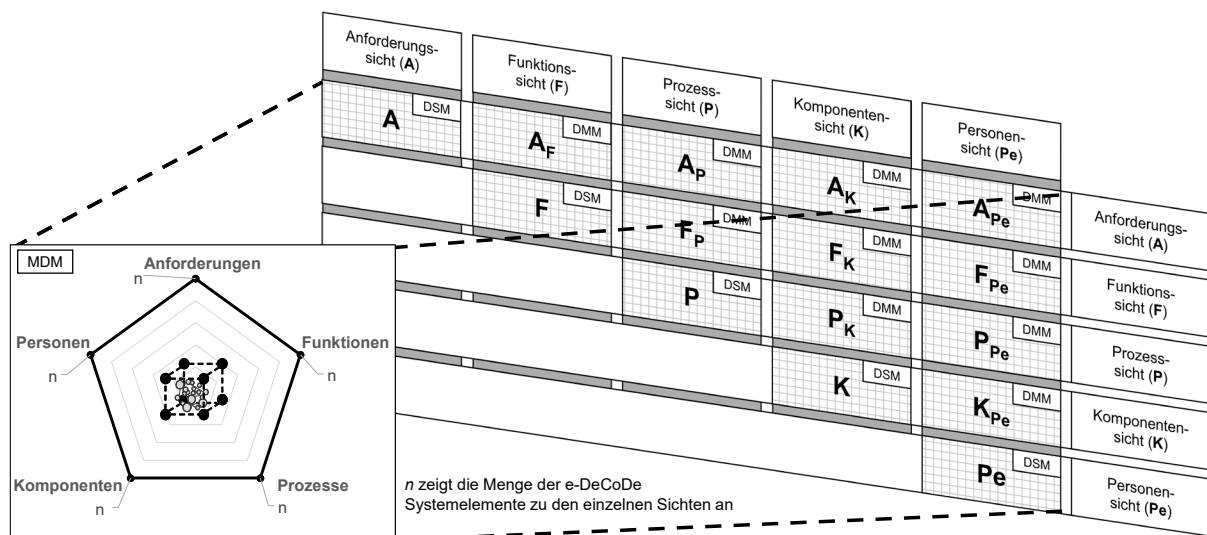 Anforderungs-
sicht (A)
Funktions-
sicht (F)
Prozess-
sicht (P)
Komponenten-
sicht (K)
Personen-
sicht (Pe)
DSM
A
DMM
AF
DMM
AP
DMM
AK
DMM
APe
Anforderungs-
sicht (A)
DSM
F
DMM
FP
DMM
FK
DMM
FPe
Funktions-
sicht (F)
DSM
P
DMM
PK
DMM
PPe
Prozess-
sicht (P)
DSM
K
DMM
KPe
Komponenten-
sicht (K)
DSM
Pe
Personen-
sicht (Pe)
MDM
Anforderungen
n
Personen
n
Funktionen
n
Komponenten
n
Prozesse
n
n zeigt die Menge der e-DeCoDe
Systemelemente zu den einzelnen Sichten an